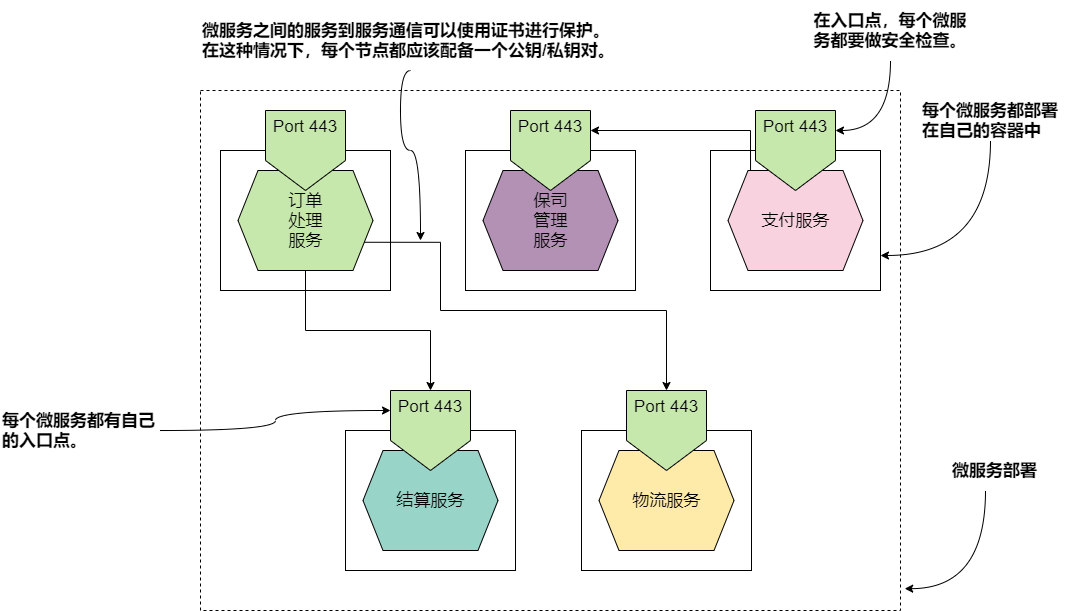 微服务之间的服务到服务通信可以使用证书进行保护。
在这种情况下，每个节点都应该配备一个公钥/私钥对。
在入口点，每个微服
务都要做安全检查。
每个微服务都部署
在自己的容器中
Port 443
订单
处理
服务
Port 443
保司
管理
服务
Port 443
支付服务
每个微服务都有自己
的入口点。
Port 443
结算服务
Port 443
物流服务
微服务部署